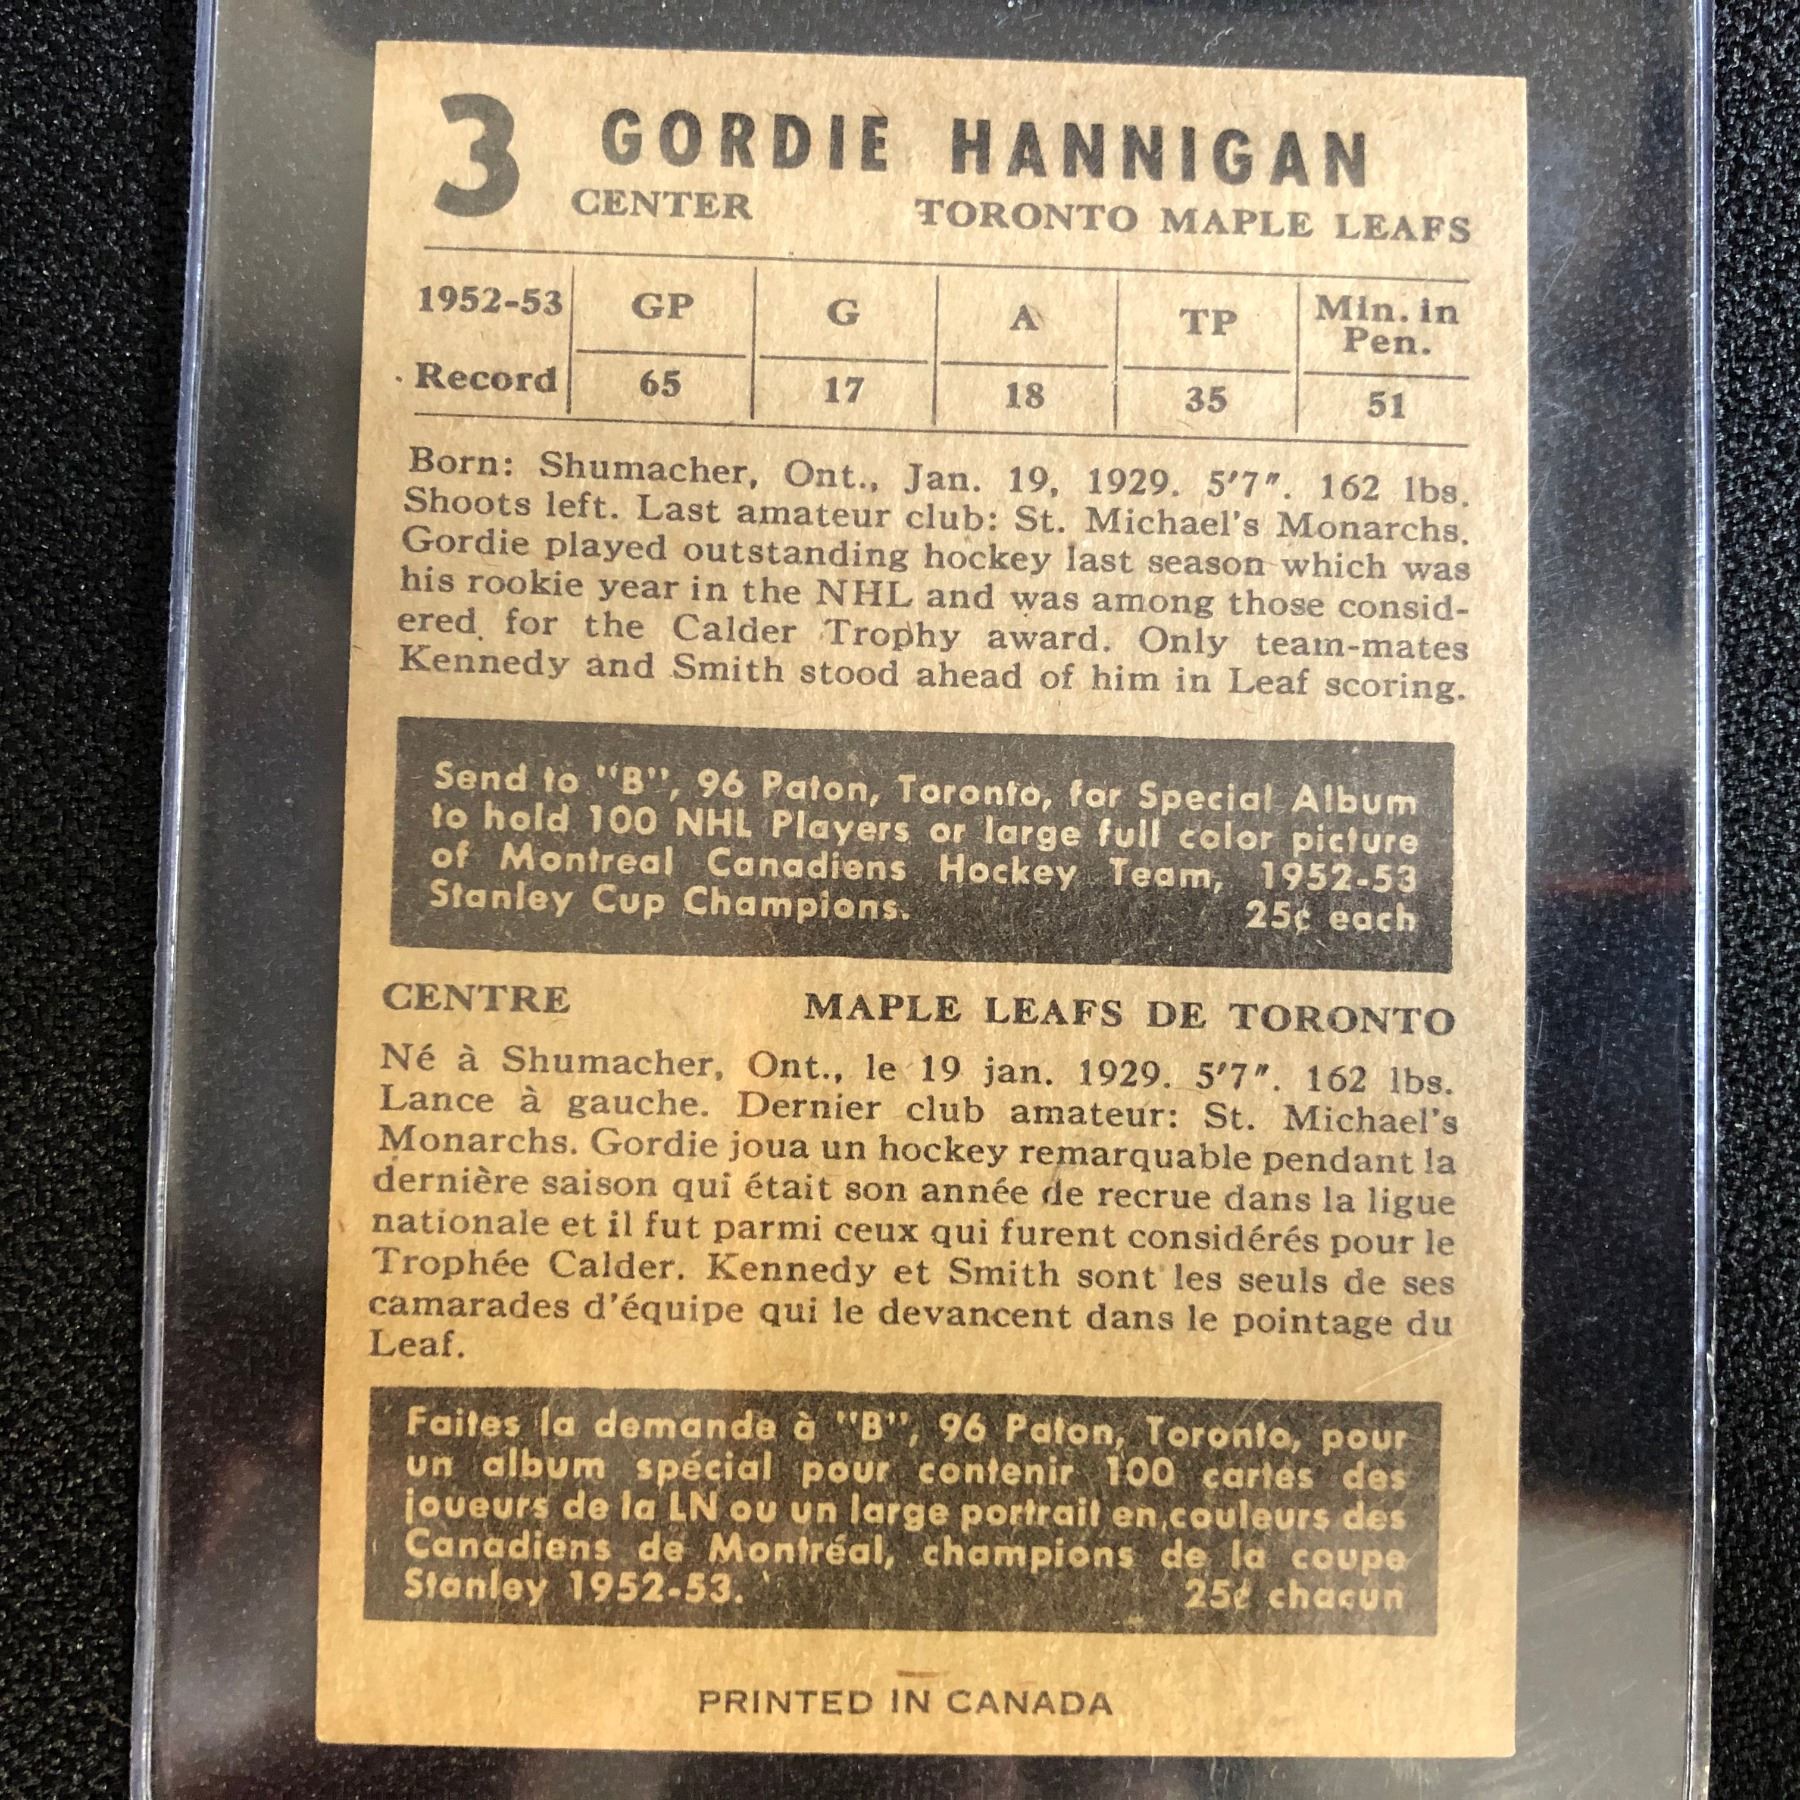 3 GORDIE HANNIGAN
CENTER TORONTO MAPLE LEAFS
1952-53 GP G A TP Min. in Pen.
Record 65 17 18 35 51
Born: Shumacher, Ont., Jan. 19, 1929. 5'7". 162 lbs.
Shoots left. Last amateur club: St. Michael's Monarchs.
Gordie played outstanding hockey last season which was
his rookie year in the NHL and was among those consid-
ered for the Calder Trophy award. Only team-mates
Kennedy and Smith stood ahead of him in Leaf scoring.
Send to "B", 96 Paton, Toronto, for Special Album
to hold 100 NHL Players or large full color picture
of Montreal Canadiens Hockey Team, 1952-53
Stanley Cup Champions. 25¢ each
CENTRE MAPLE LEAFS DE TORONTO
Né à Shumacher, Ont., le 19 jan. 1929. 5'7". 162 lbs.
Lance à gauche. Dernier club amateur: St. Michael's
Monarchs. Gordie joua un hockey remarquable pendant la
dernière saison qui était son année de recrue dans la ligue
nationale et il fut parmi ceux qui furent considérés pour le
Trophée Calder. Kennedy et Smith sont les seuls de ses
camarades d'équipe qui le devancent dans le pointage du
Leaf.
Faites la demande à "B", 96 Paton, Toronto, pour
un album spécial pour contenir 100 cartes des
joueurs de la LN ou un large portrait en couleurs des
Canadiens de Montréal, champions de la coupe
Stanley 1952-53. 25¢ chacun
PRINTED IN CANADA